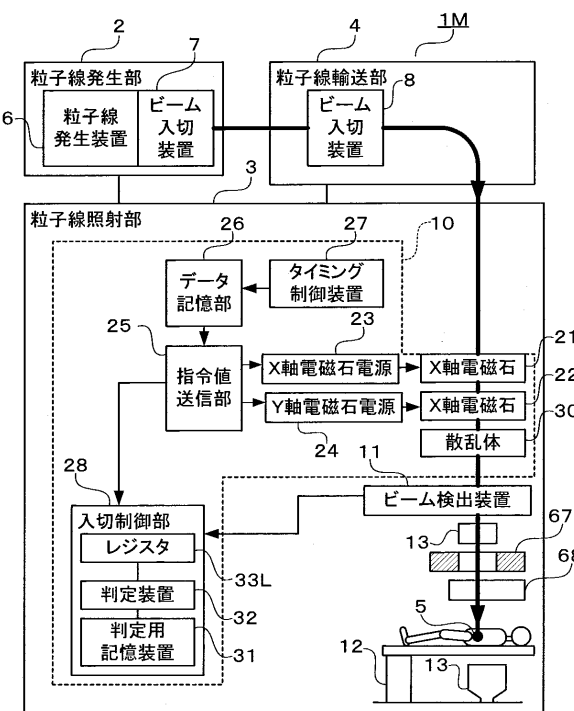 1M
2
7
4
8
粒子線発生部
6
粒子線
発生装置
ビーム
入切
装置
粒子線輸送部
ビーム
入切
装置
3
粒子線照射部
26
27
10
データ
記憶部
タイミング
制御装置
25
23
指令値
送信部
X軸電磁石電源
X軸電磁石
21
Y軸電磁石電源
X軸電磁石
22
24
散乱体
30
28
11
ビーム検出装置
入切制御部
レジスタ
33L
判定装置
32
判定用
記憶装置
31
13
67
68
5
12
13